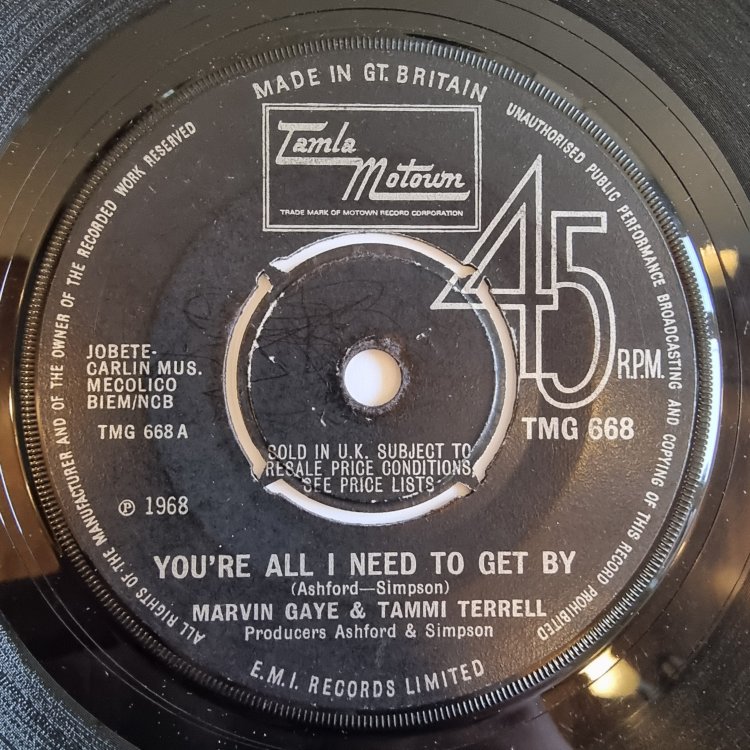 MADE IN GT. BRITAIN
UNAUTHORISED PUBLIC PERFORMANCE BROADCASTING AND COPYING OF THIS RECORD PROHIBITED
ALL RIGHTS OF THE MANUFACTURER AND OF THE OWNER OF THE RECORDED WORK RESERVED
Tamla
Motown
TRADE MARK OF MOTOWN RECORD CORPORATION
45
R.P.M.
JOBETE-
CARLIN MUS.
MECOLICO
BIEM/NCB
TMG 668 A
TMG 668
SOLD IN U.K. SUBJECT TO
RESALE PRICE CONDITIONS,
SEE PRICE LISTS
℗ 1968
YOU'RE ALL I NEED TO GET BY
(Ashford—Simpson)
MARVIN GAYE & TAMMI TERRELL
Producers Ashford & Simpson
E.M.I. RECORDS LIMITED